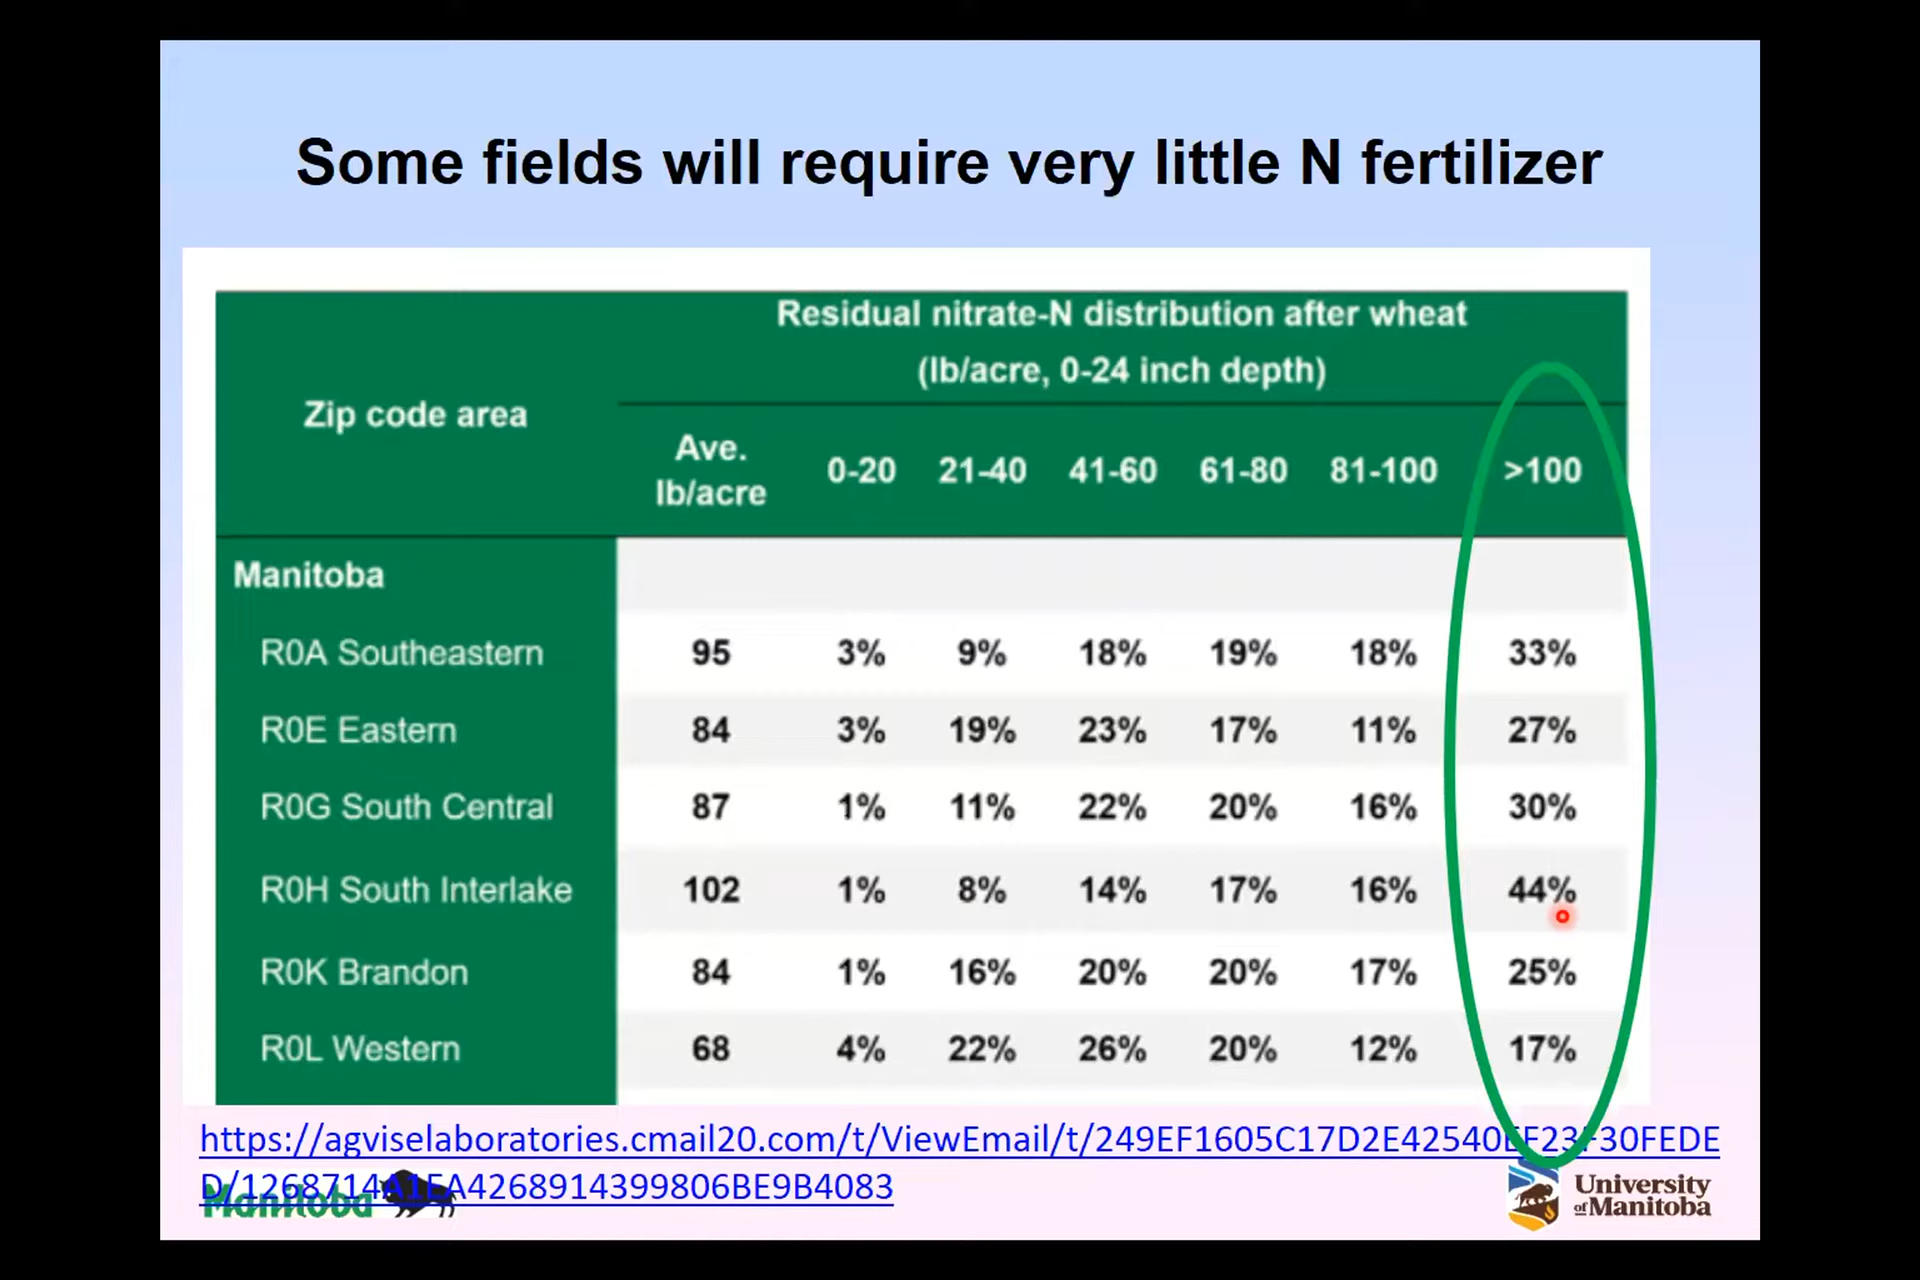 Some fields will require very little N fertilizer
Residual nitrate-N distribution after wheat
(lb/acre, 0-24 inch depth)
Zip code area
Ave. lb/acre 0-20 21-40 41-60 61-80 81-100 >100
Manitoba
R0A Southeastern 95 3% 9% 18% 19% 18% 33%
R0E Eastern 84 3% 19% 23% 17% 11% 27%
R0G South Central 87 1% 11% 22% 20% 16% 30%
R0H South Interlake 102 1% 8% 14% 17% 16% 44%
R0K Brandon 84 1% 16% 20% 20% 17% 25%
R0L Western 68 4% 22% 26% 20% 12% 17%
https://agviselaboratories.cmail20.com/t/ViewEmail/t/249EF1605C17D2E42540EF23F30FEDE
D/1268714A1EA4268914399806BE9B4083
Manitoba
University
of Manitoba